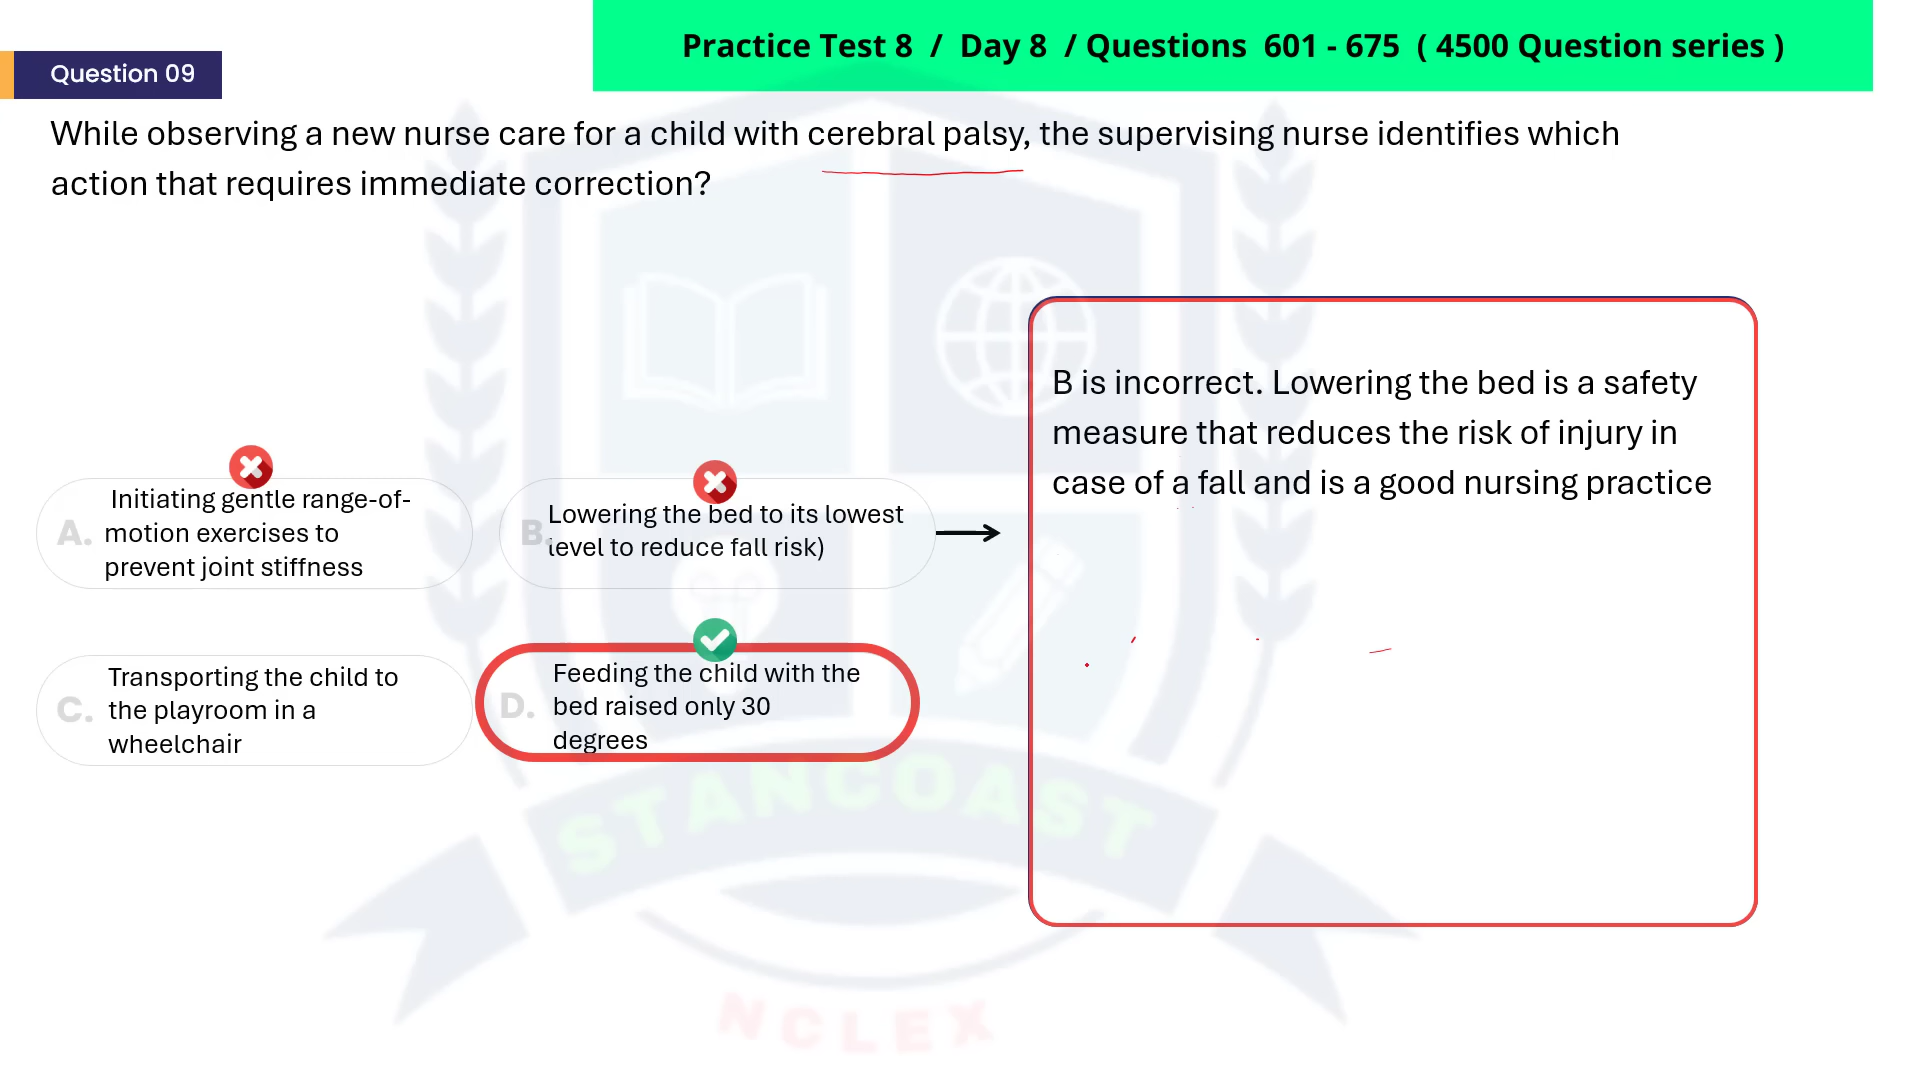 Practice Test 8 / Day 8 / Questions 601 - 675 ( 4500 Question series )
Question 09
While observing a new nurse care for a child with cerebral palsy, the supervising nurse identifies which
action that requires immediate correction?
A. Initiating gentle range-of-
motion exercises to
prevent joint stiffness
B. Lowering the bed to its lowest
level to reduce fall risk)
C. Transporting the child to
the playroom in a
wheelchair
D. Feeding the child with the
bed raised only 30
degrees
B is incorrect. Lowering the bed is a safety
measure that reduces the risk of injury in
case of a fall and is a good nursing practice
STANCOAST
NCLEX